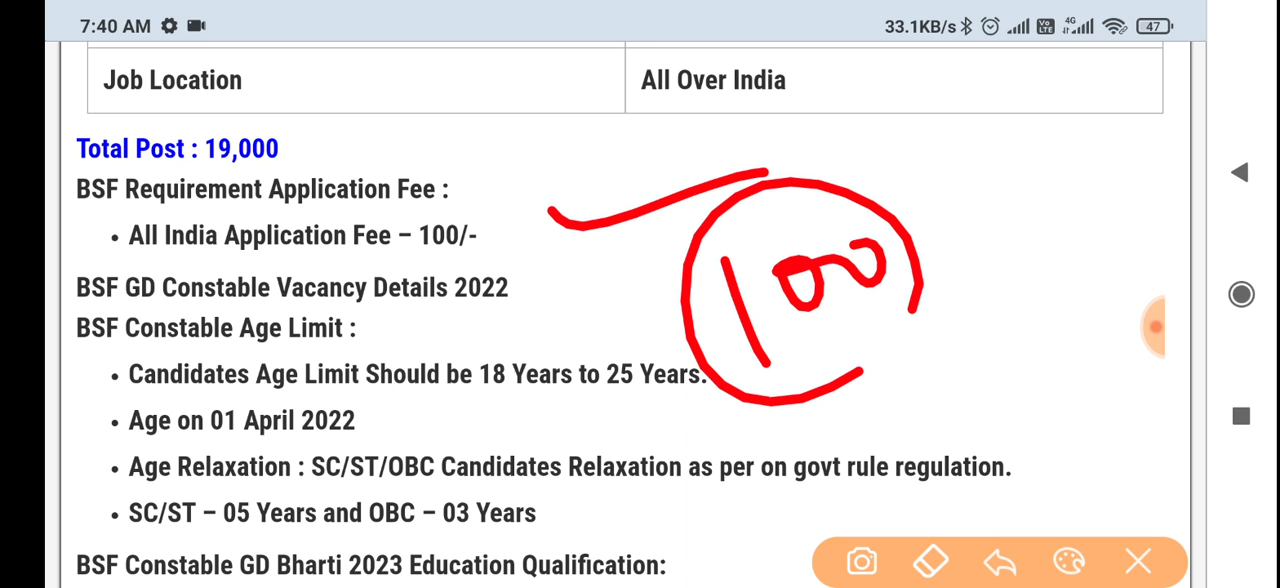 7:40 AM 33.1KB/s 4G 47
Job Location All Over India
Total Post : 19,000
BSF Requirement Application Fee :
• All India Application Fee – 100/-
100
BSF GD Constable Vacancy Details 2022
BSF Constable Age Limit :
• Candidates Age Limit Should be 18 Years to 25 Years.
• Age on 01 April 2022
• Age Relaxation : SC/ST/OBC Candidates Relaxation as per on govt rule regulation.
• SC/ST – 05 Years and OBC – 03 Years
BSF Constable GD Bharti 2023 Education Qualification: